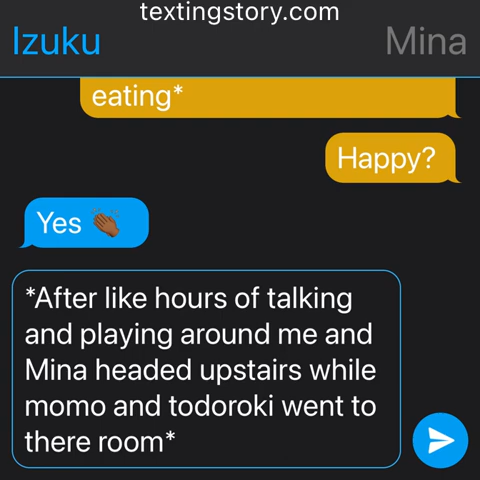 textingstory.com
Izuku Mina
eating*
Happy?
Yes 👏🏾
*After like hours of talking
and playing around me and
Mina headed upstairs while
momo and todoroki went to
there room*